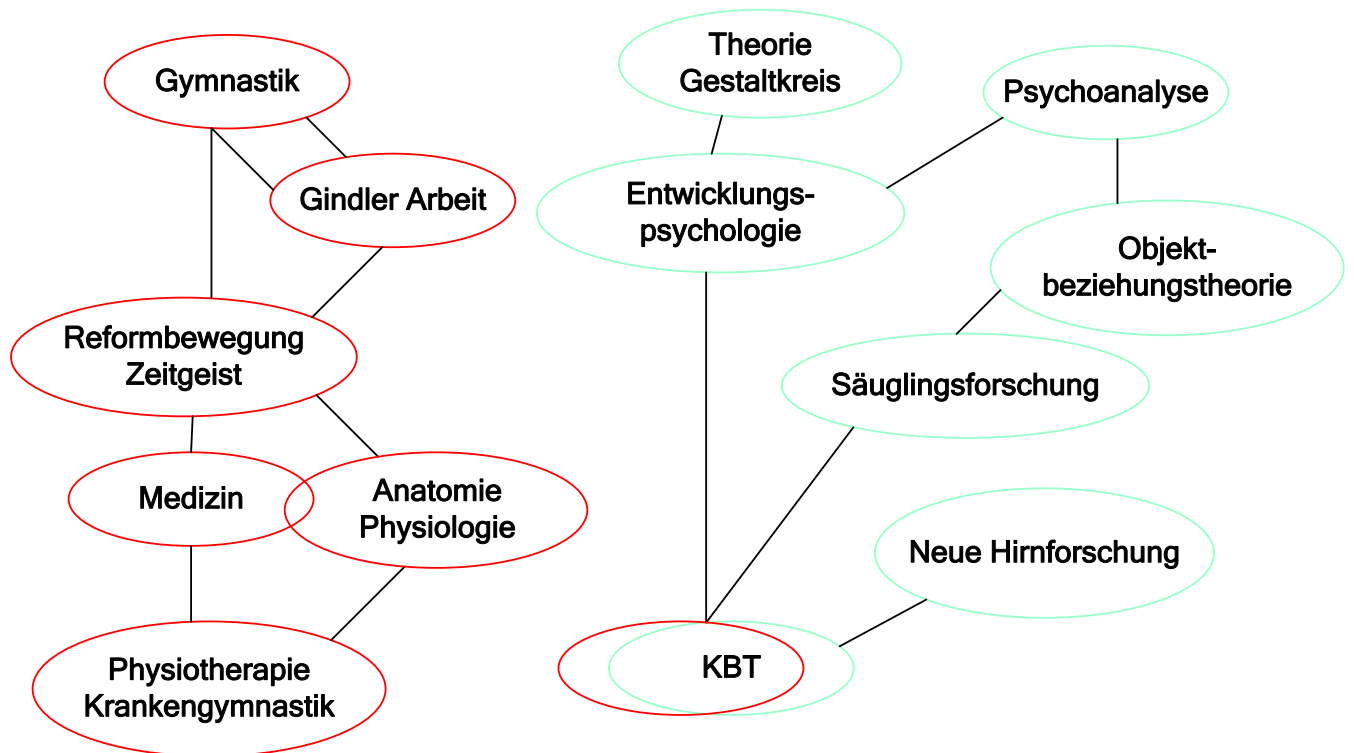 Gymnastik
Gindler Arbeit
Reformbewegung
Zeitgeist
Medizin
Anatomie
Physiologie
Physiotherapie
Krankengymnastik
Theorie
Gestaltkreis
Psychoanalyse
Entwicklungs-
psychologie
Objekt-
beziehungstheorie
Säuglingsforschung
Neue Hirnforschung
KBT